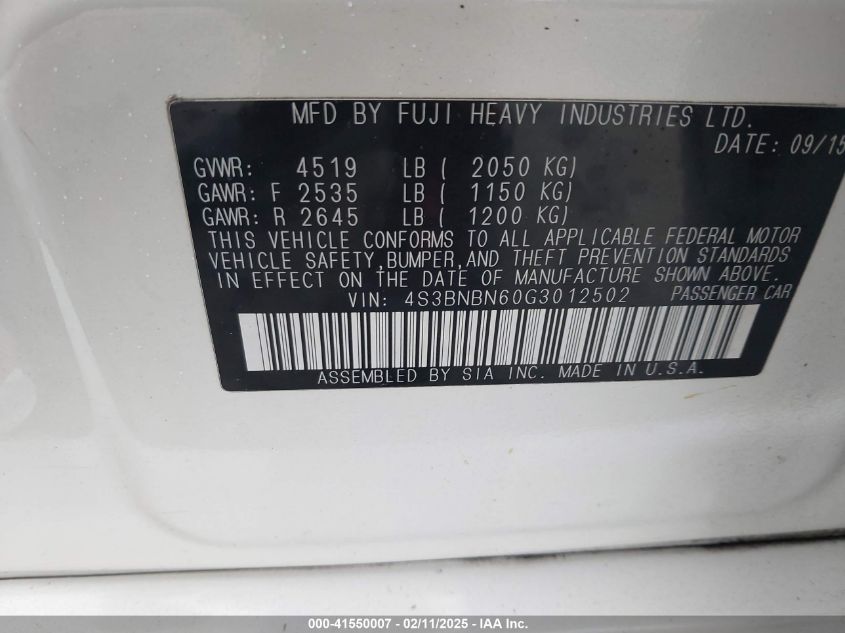 MFD BY FUJI HEAVY INDUSTRIES LTD.
DATE: 09/15
GVWR: 4519 LB ( 2050 KG)
GAWR: F 2535 LB ( 1150 KG)
GAWR: R 2645 LB ( 1200 KG)
THIS VEHICLE CONFORMS TO ALL APPLICABLE FEDERAL MOTOR
VEHICLE SAFETY, BUMPER, AND THEFT PREVENTION STANDARDS
IN EFFECT ON THE DATE OF MANUFACTURE SHOWN ABOVE.
VIN: 4S3BNBN60G3012502 PASSENGER CAR
ASSEMBLED BY SIA INC. MADE IN U.S.A.
000-41550007 - 02/11/2025 - IAA Inc.